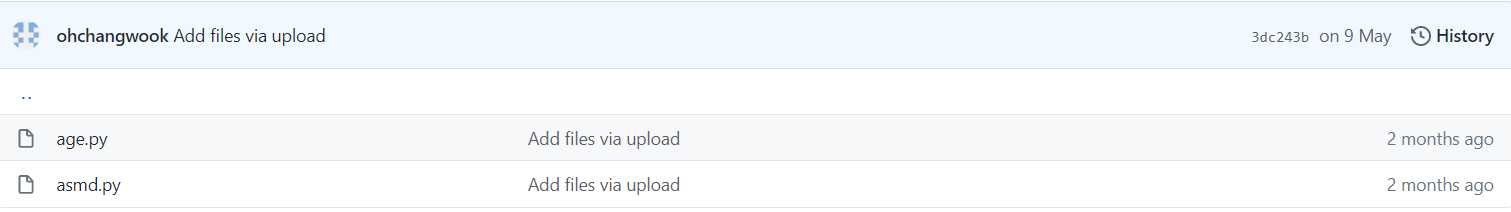 ohchangwook Add files via upload 3dc243b on 9 May History
..
age.py Add files via upload 2 months ago
asmd.py Add files via upload 2 months ago